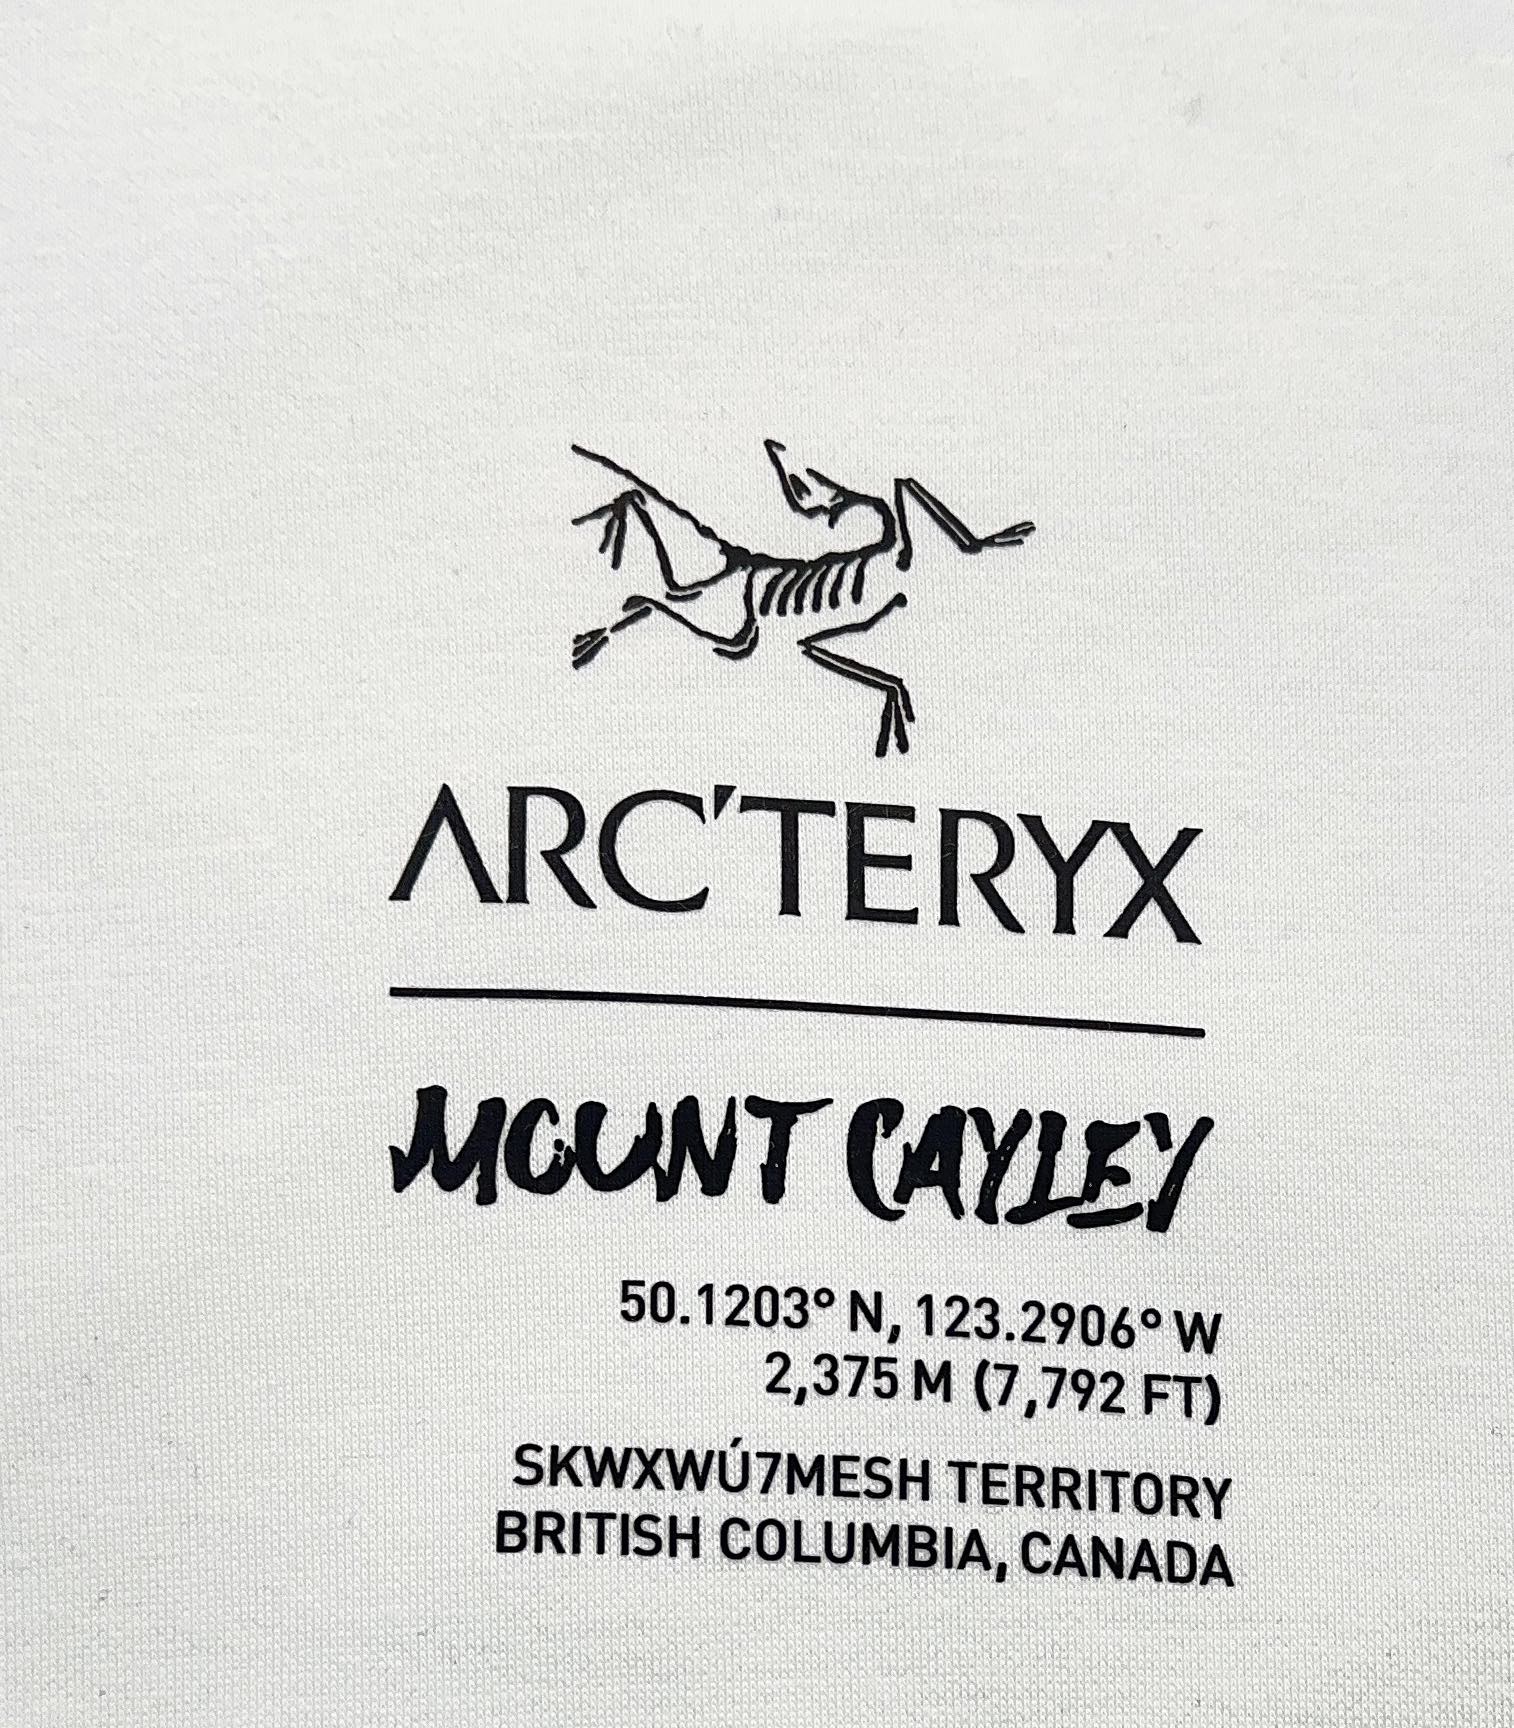 ARC'TERYX
MOUNT CAYLEY
50.1203° N, 123.2906° W
2,375 M (7,792 FT)
SKWXWÚ7MESH TERRITORY
BRITISH COLUMBIA, CANADA